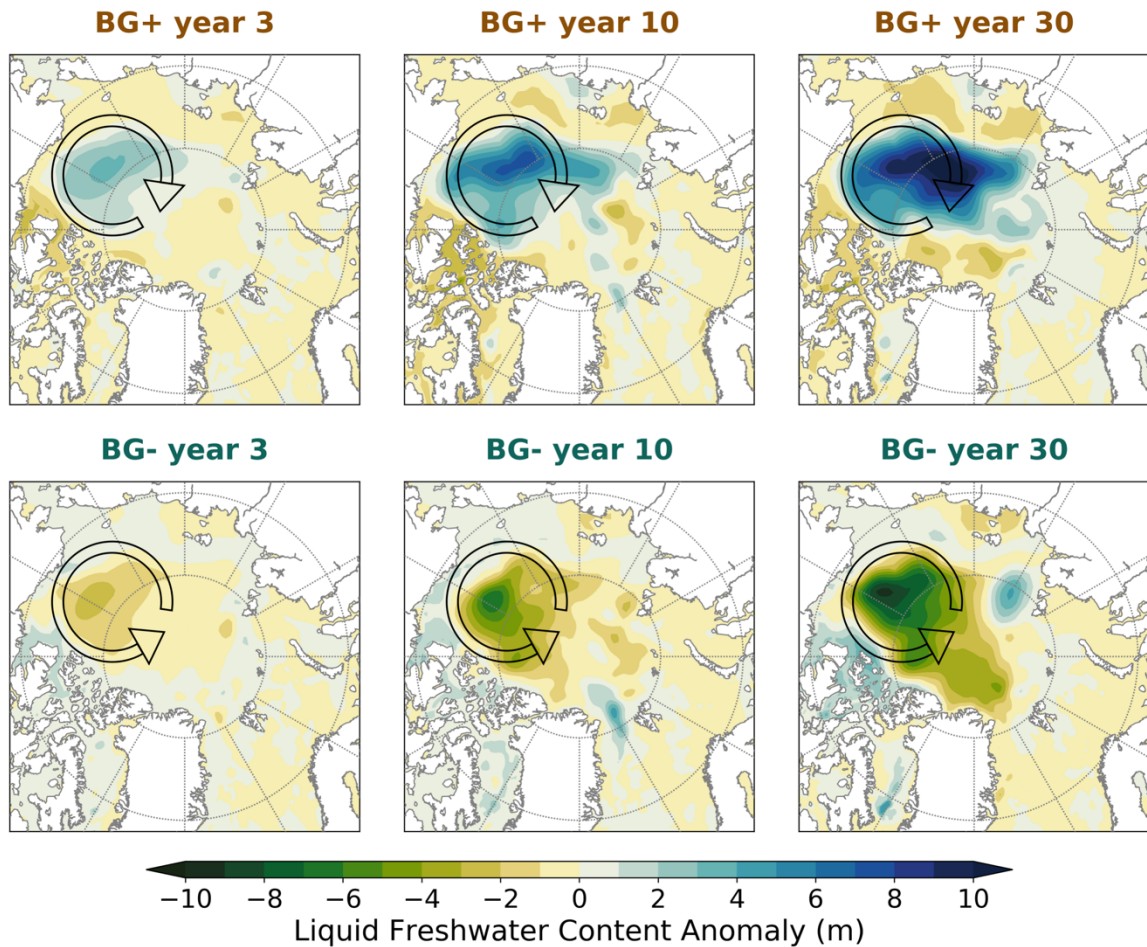 BG+ year 3 BG+ year 10 BG+ year 30
BG- year 3 BG- year 10 BG- year 30
−10 −8 −6 −4 −2 0 2 4 6 8 10
Liquid Freshwater Content Anomaly (m)